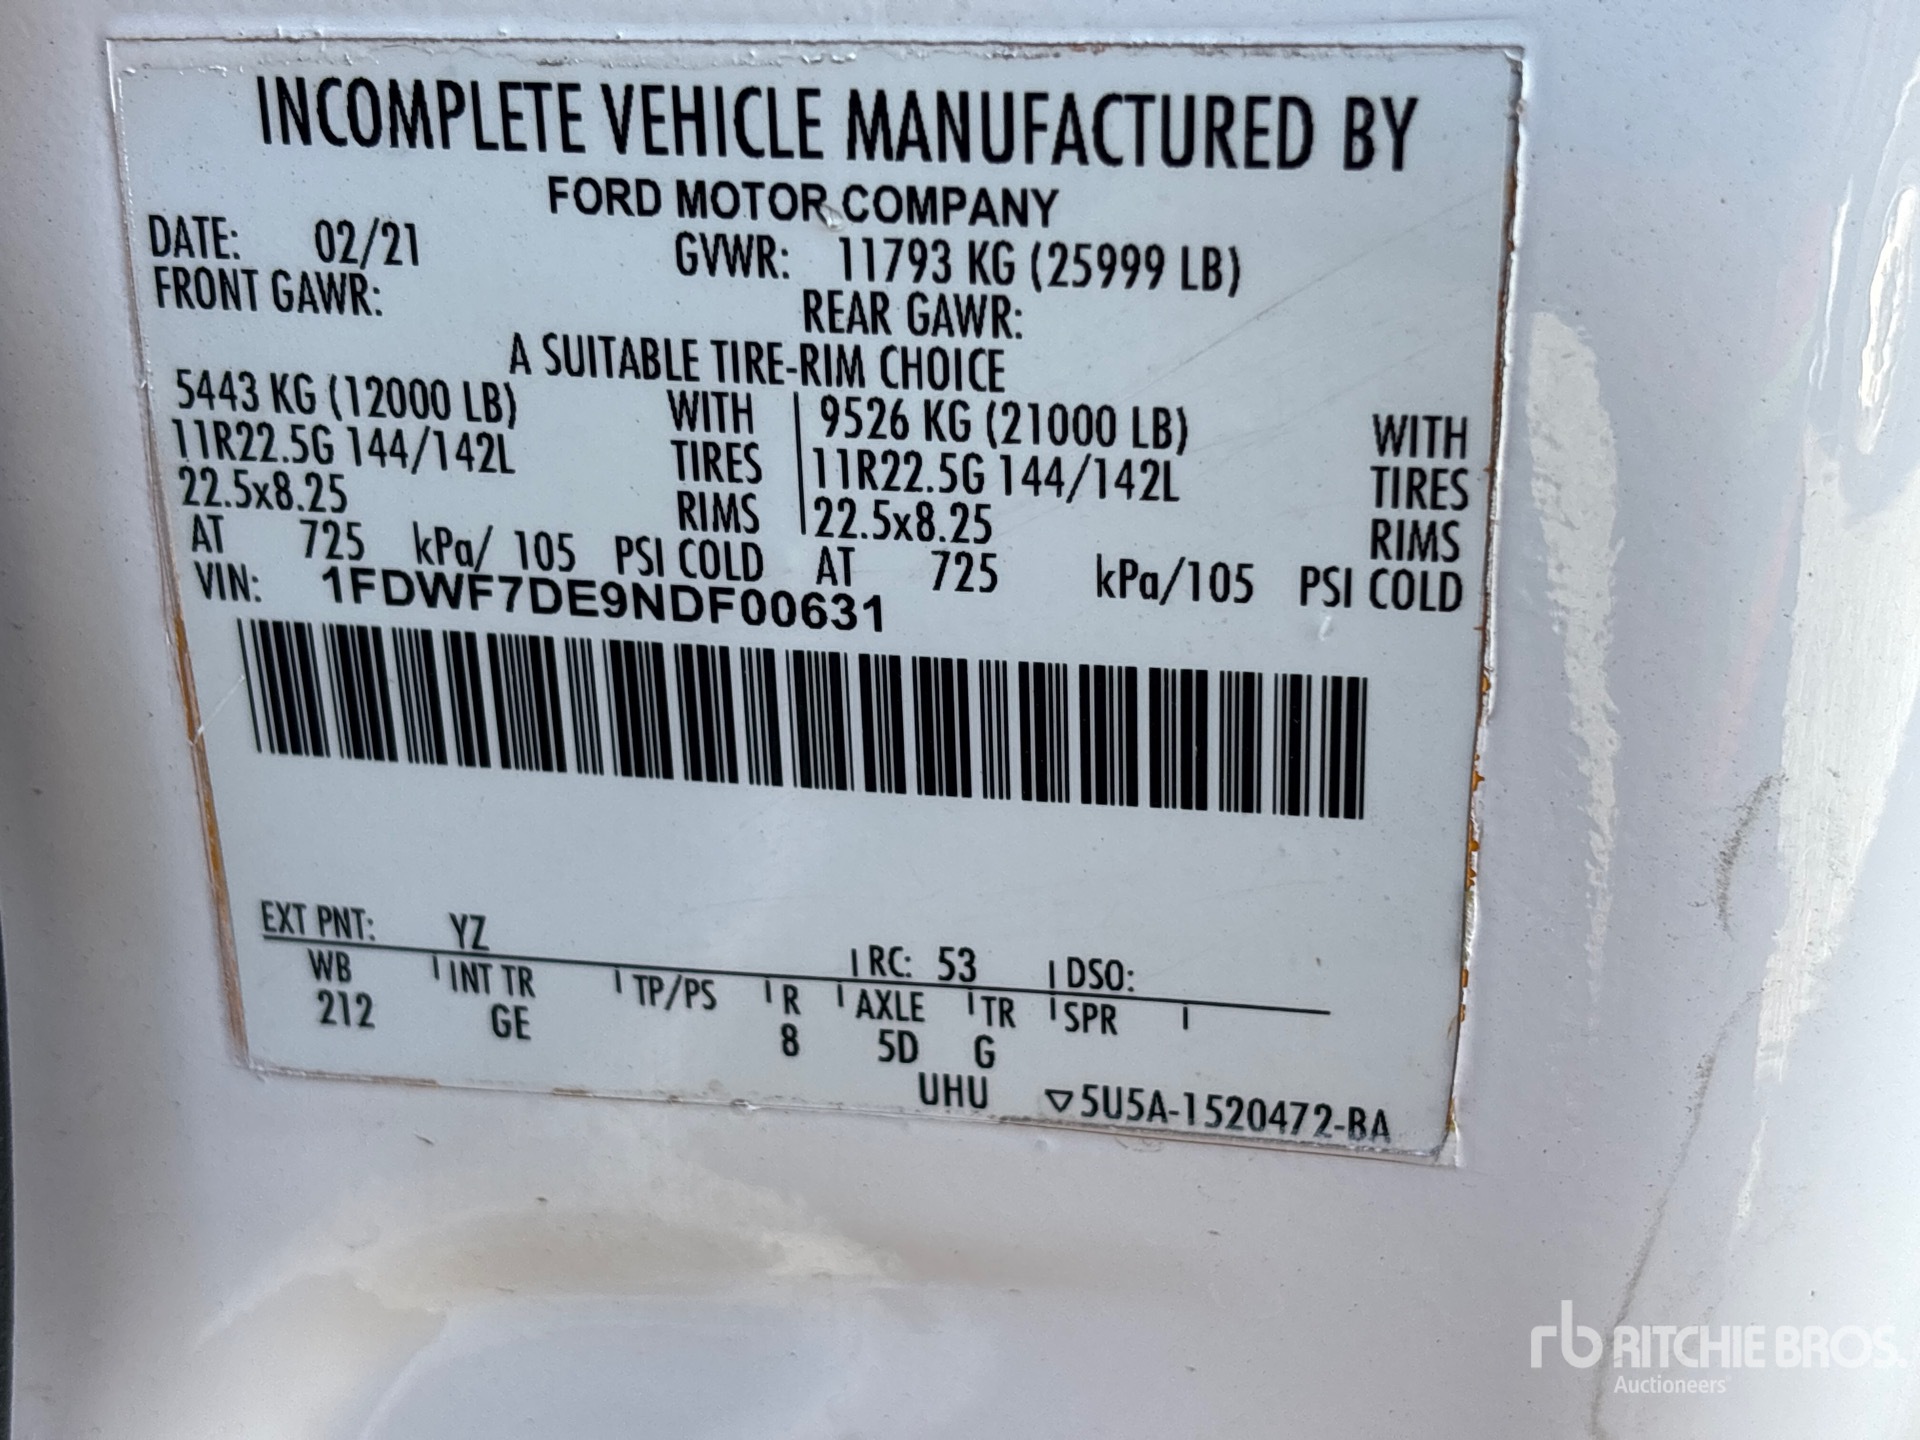 INCOMPLETE VEHICLE MANUFACTURED BY
FORD MOTOR COMPANY
DATE: 02/21 GVWR: 11793 KG (25999 LB)
FRONT GAWR: REAR GAWR:
A SUITABLE TIRE-RIM CHOICE
5443 KG (12000 LB) WITH 9526 KG (21000 LB) WITH
11R22.5G 144/142L TIRES 11R22.5G 144/142L TIRES
22.5x8.25 RIMS 22.5x8.25 RIMS
AT 725 kPa/ 105 PSI COLD AT 725 kPa/105 PSI COLD
VIN: 1FDWF7DE9NDF00631
EXT PNT: YZ RC: 53 DSO:
WB INT TR TP/PS R AXLE TR SPR
212 GE 8 5D G
UHU ▽5U5A-1520472-BA
rb RITCHIE BROS.
Auctioneers